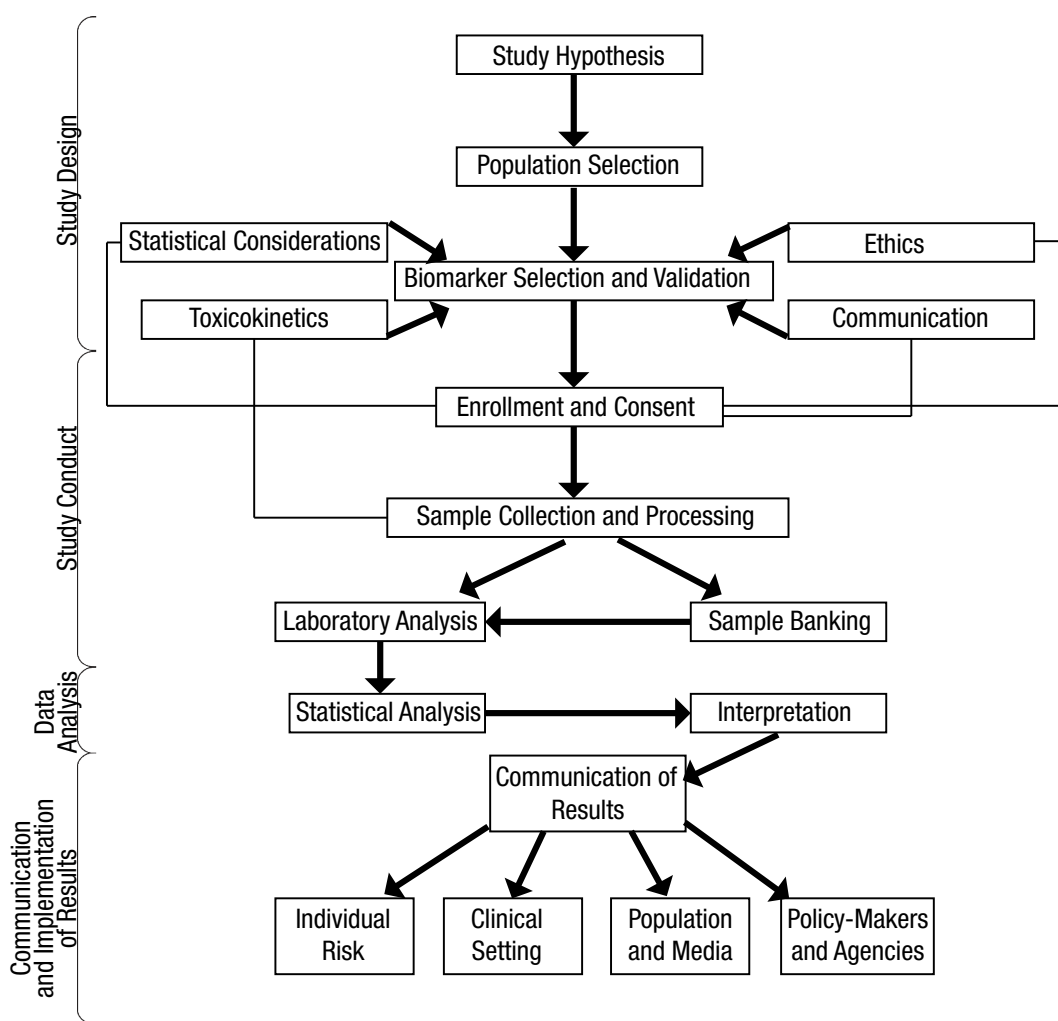 Study Design
Study Hypothesis
Population Selection
Statistical Considerations
Ethics
Biomarker Selection and Validation
Toxicokinetics
Communication
Study Conduct
Enrollment and Consent
Sample Collection and Processing
Laboratory Analysis
Sample Banking
Data
Analysis
Statistical Analysis
Interpretation
Communication
and Implementation
of Results
Communication of
Results
Individual
Risk
Clinical
Setting
Population
and Media
Policy-Makers
and Agencies